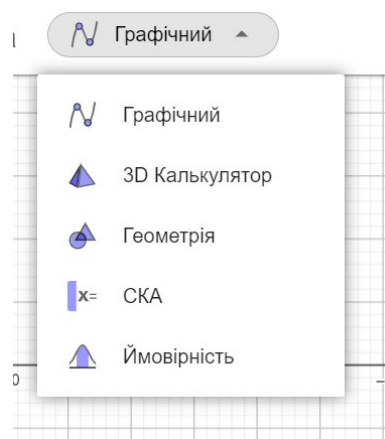 Графічний
Графічний
3D Калькулятор
Геометрія
x= СКА
Ймовірність
0